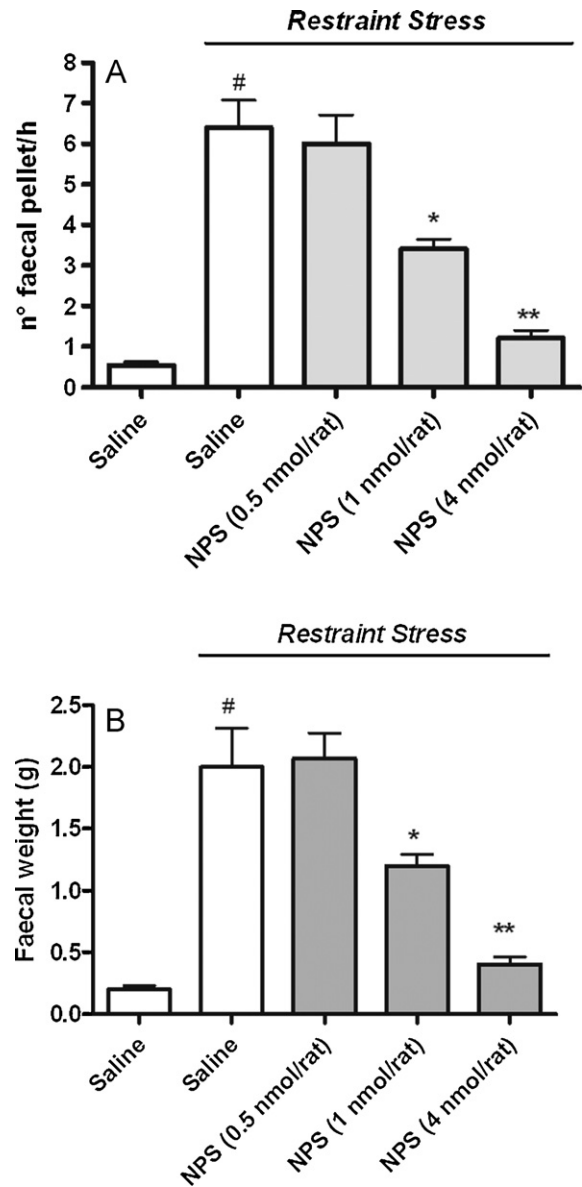 Restraint Stress
A
#
*
**
n° faecal pellet/h
8
7
6
5
4
3
2
1
0
Saline
Saline
NPS (0.5 nmol/rat)
NPS (1 nmol/rat)
NPS (4 nmol/rat)
Restraint Stress
B
#
*
**
Faecal weight (g)
2.5
2.0
1.5
1.0
0.5
0.0
Saline
Saline
NPS (0.5 nmol/rat)
NPS (1 nmol/rat)
NPS (4 nmol/rat)